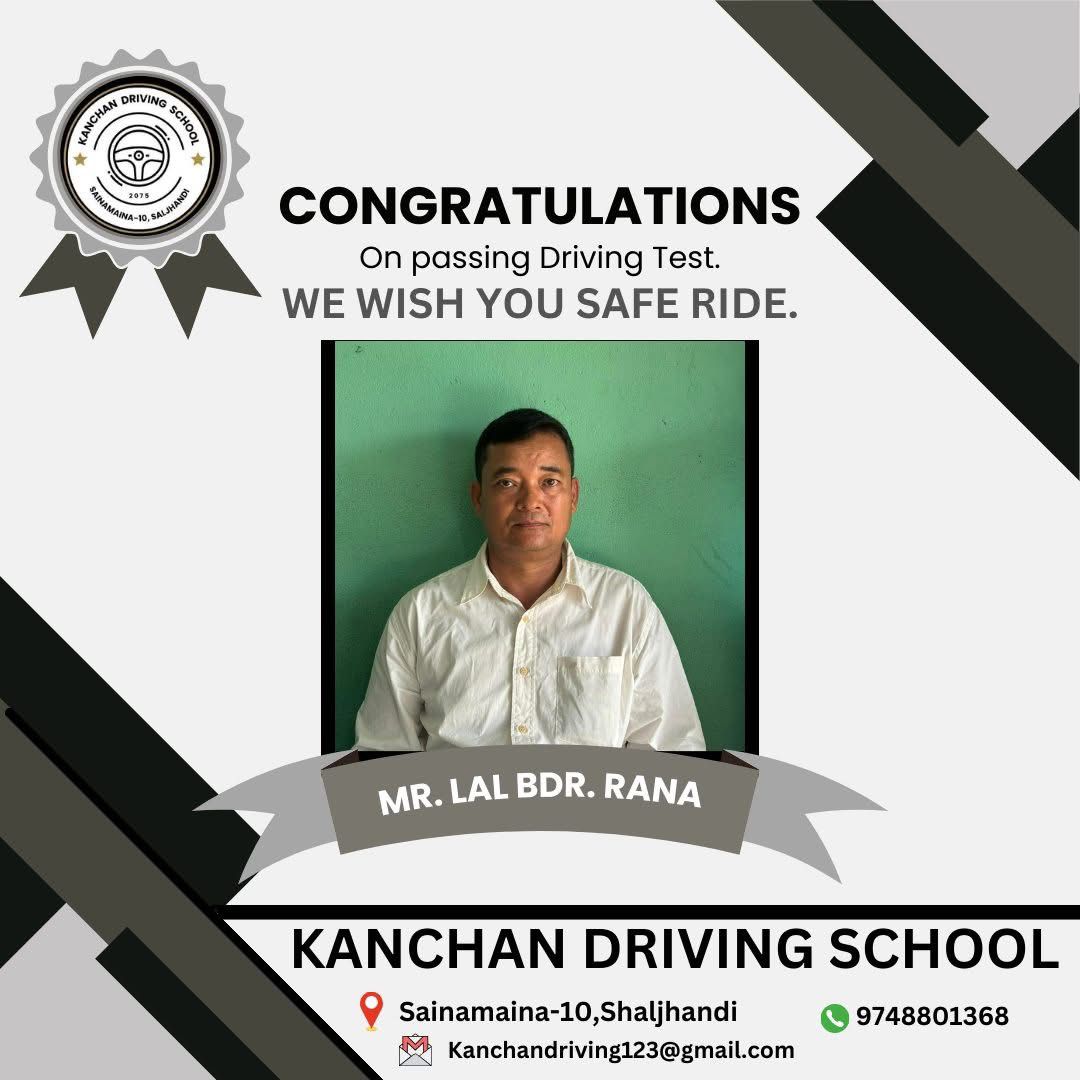 KANCHAN DRIVING SCHOOL
2075
SAINAMAINA-10, SALJHANDI
CONGRATULATIONS
On passing Driving Test.
WE WISH YOU SAFE RIDE.
MR. LAL BDR. RANA
KANCHAN DRIVING SCHOOL
Sainamaina-10,Shaljhandi
9748801368
Kanchandriving123@gmail.com